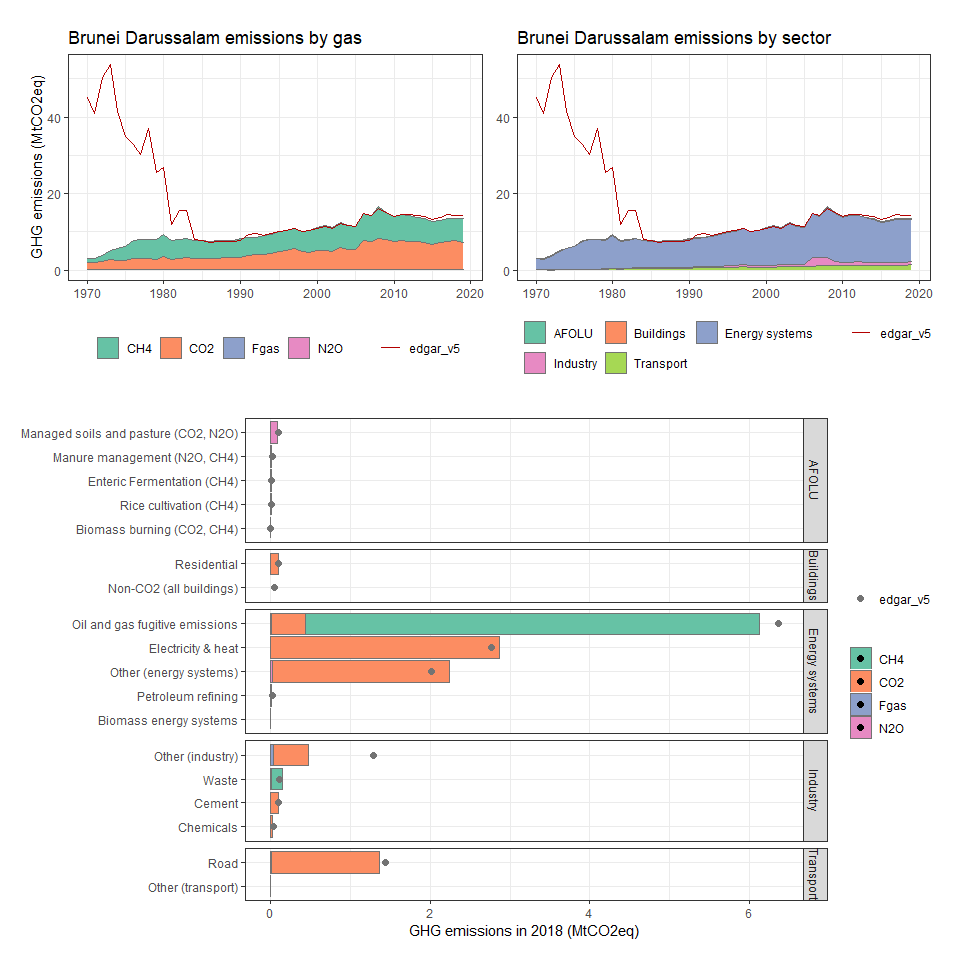 Brunei Darussalam emissions by gas
Brunei Darussalam emissions by sector
GHG emissions (MtCO2eq)
40
20
0
1970 1980 1990 2000 2010 2020
40
20
0
1970 1980 1990 2000 2010 2020
CH4 CO2 Fgas N2O edgar_v5
AFOLU Buildings Energy systems edgar_v5
Industry Transport
Managed soils and pasture (CO2, N2O)
Manure management (N2O, CH4)
Enteric Fermentation (CH4)
Rice cultivation (CH4)
Biomass burning (CO2, CH4)
AFOLU
Residential
Non-CO2 (all buildings)
Buildings
Oil and gas fugitive emissions
Electricity & heat
Other (energy systems)
Petroleum refining
Biomass energy systems
Energy systems
Other (industry)
Waste
Cement
Chemicals
Industry
Road
Other (transport)
Transport
0 2 4 6
GHG emissions in 2018 (MtCO2eq)
edgar_v5
CH4
CO2
Fgas
N2O